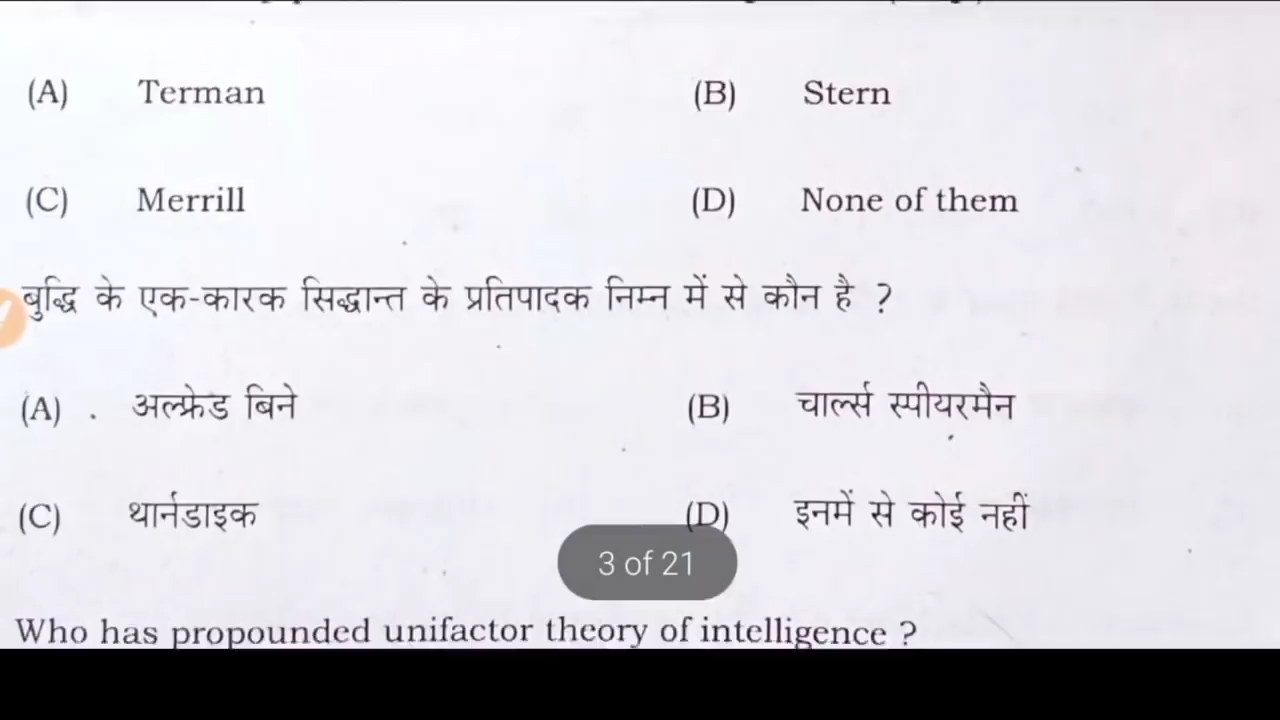 (A) Terman (B) Stern
(C) Merrill (D) None of them
बुद्धि के एक-कारक सिद्धान्त के प्रतिपादक निम्न में से कौन है ?
(A) . अल्फ्रेड बिने (B) चार्ल्स स्पीयरमैन
(C) थार्नडाइक (D) इनमें से कोई नहीं
3 of 21
Who has propounded unifactor theory of intelligence ?